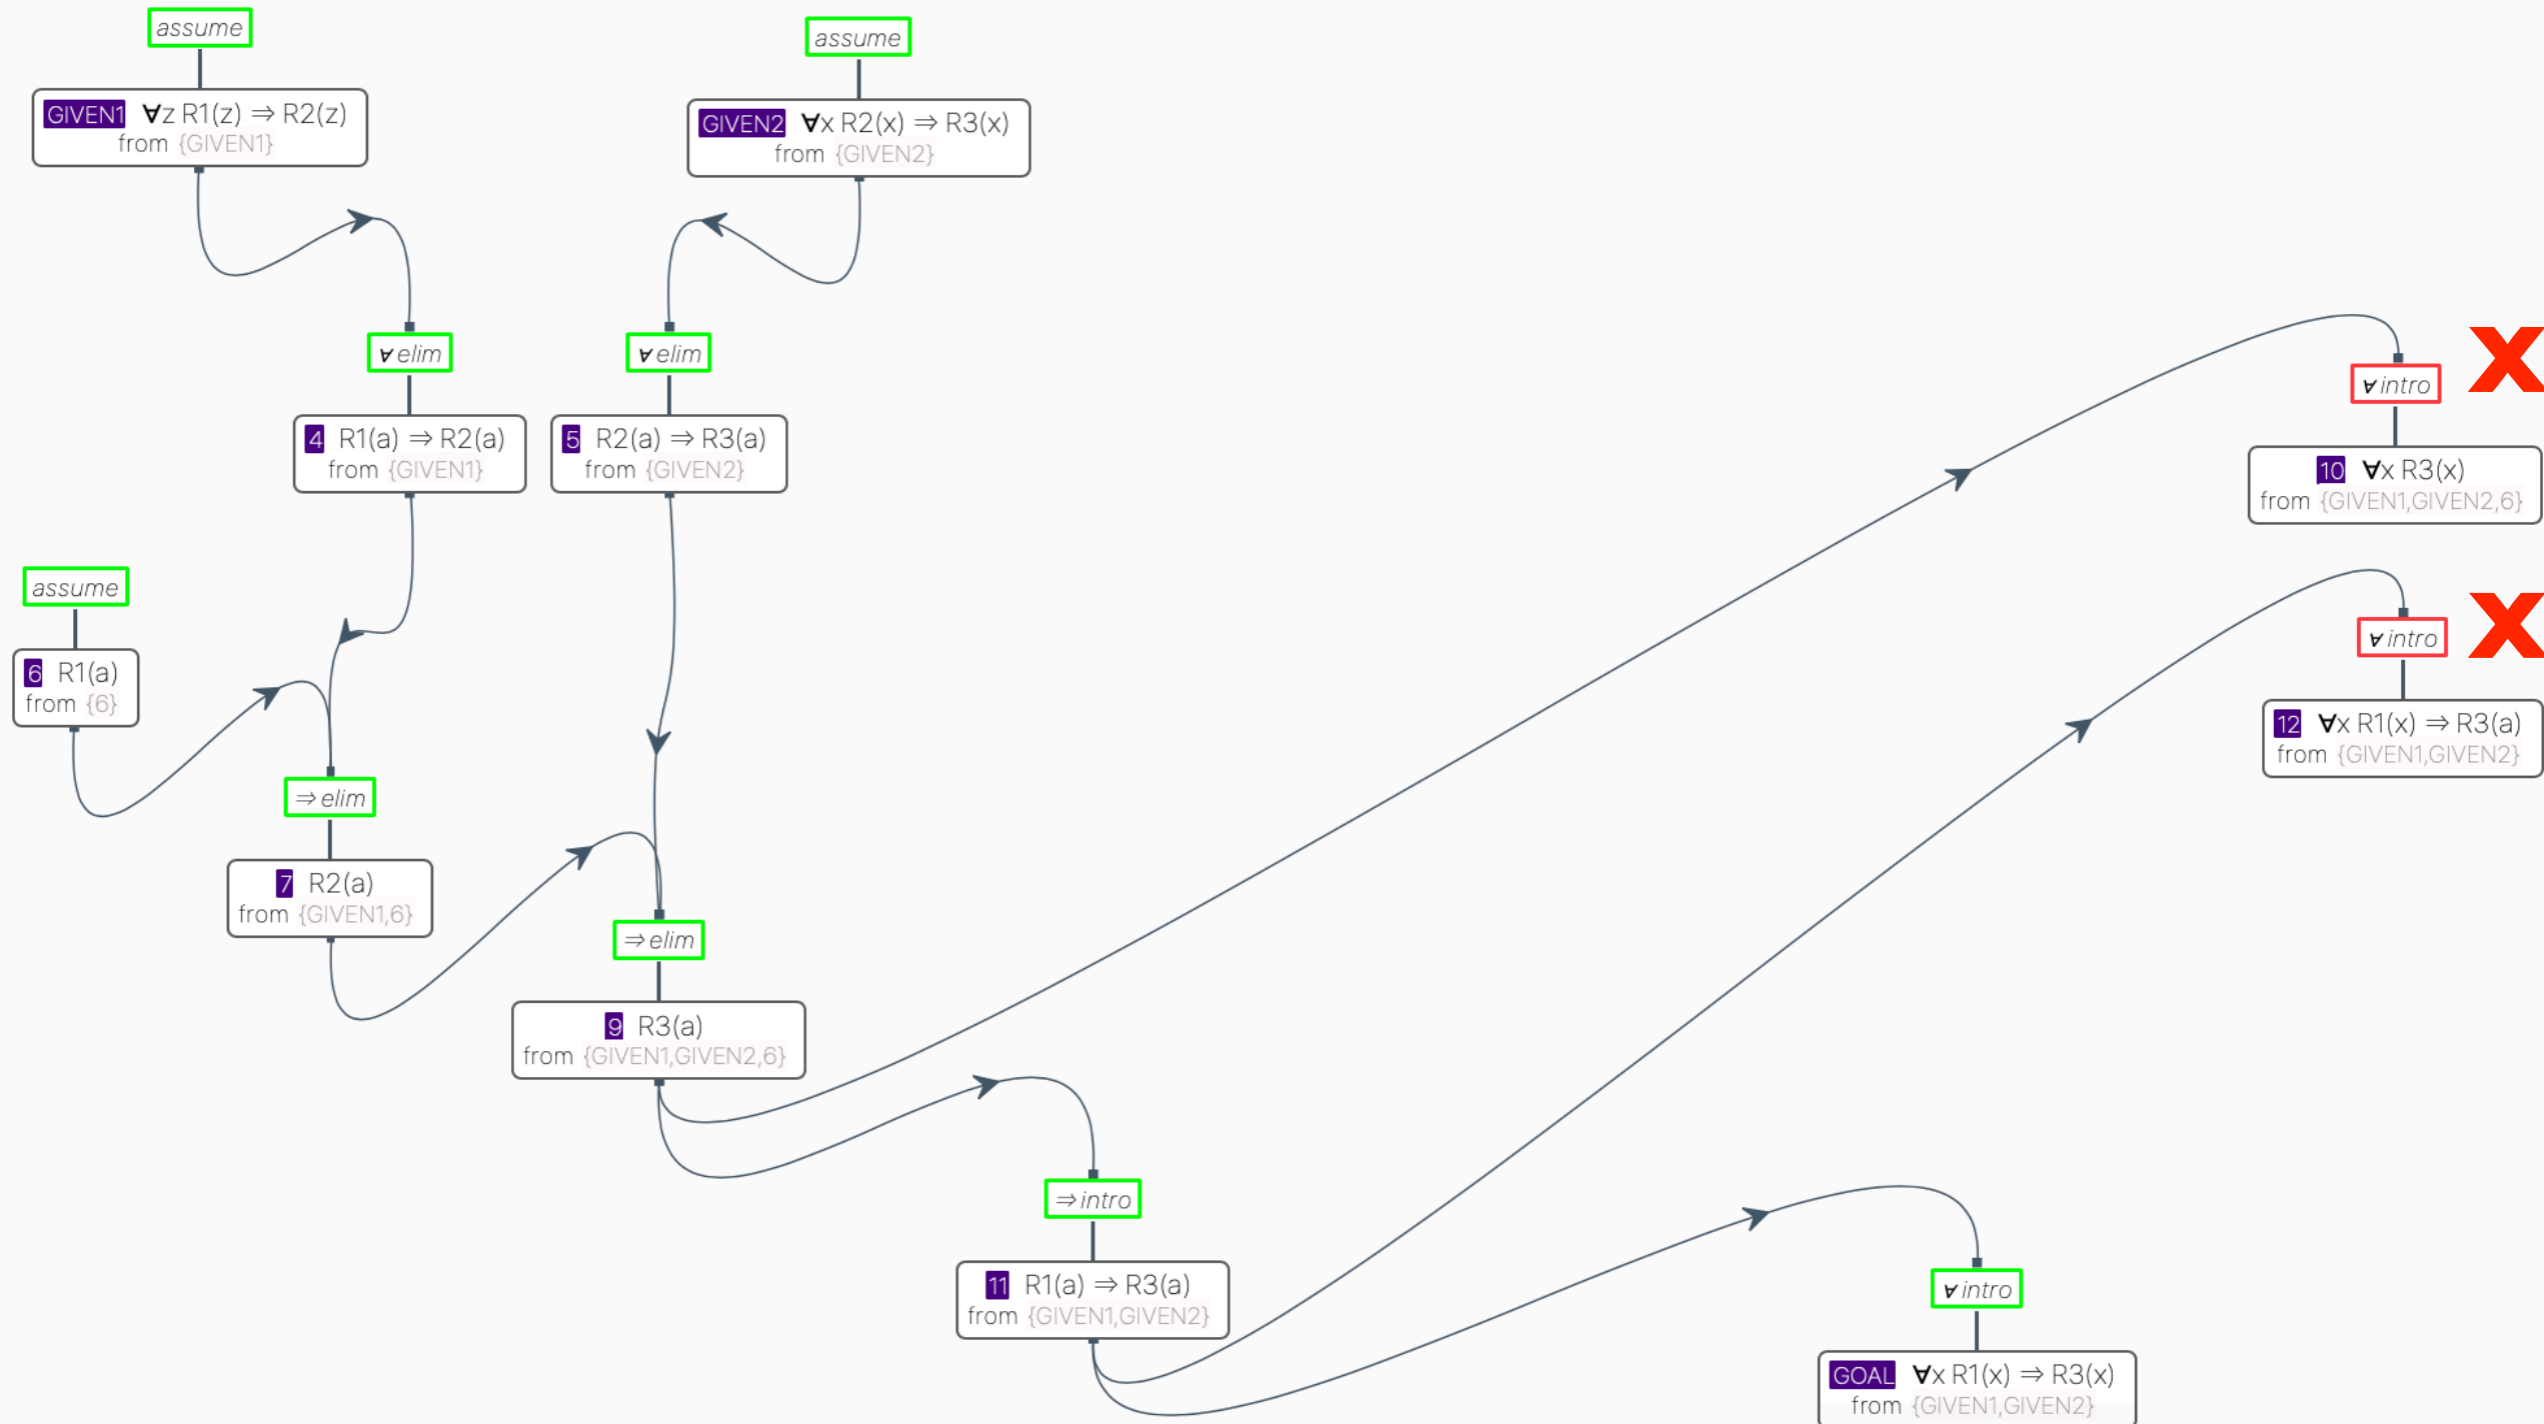 assume
GIVEN1 ∀z R1(z) ⇒ R2(z)
from {GIVEN1}
assume
GIVEN2 ∀x R2(x) ⇒ R3(x)
from {GIVEN2}
∀ elim
4 R1(a) ⇒ R2(a)
from {GIVEN1}
∀ elim
5 R2(a) ⇒ R3(a)
from {GIVEN2}
∀ intro
X
10 ∀x R3(x)
from {GIVEN1,GIVEN2,6}
assume
6 R1(a)
from {6}
∀ intro
X
12 ∀x R1(x) ⇒ R3(a)
from {GIVEN1,GIVEN2}
⇒ elim
7 R2(a)
from {GIVEN1,6}
⇒ elim
9 R3(a)
from {GIVEN1,GIVEN2,6}
⇒ intro
11 R1(a) ⇒ R3(a)
from {GIVEN1,GIVEN2}
∀ intro
GOAL ∀x R1(x) ⇒ R3(x)
from {GIVEN1,GIVEN2}